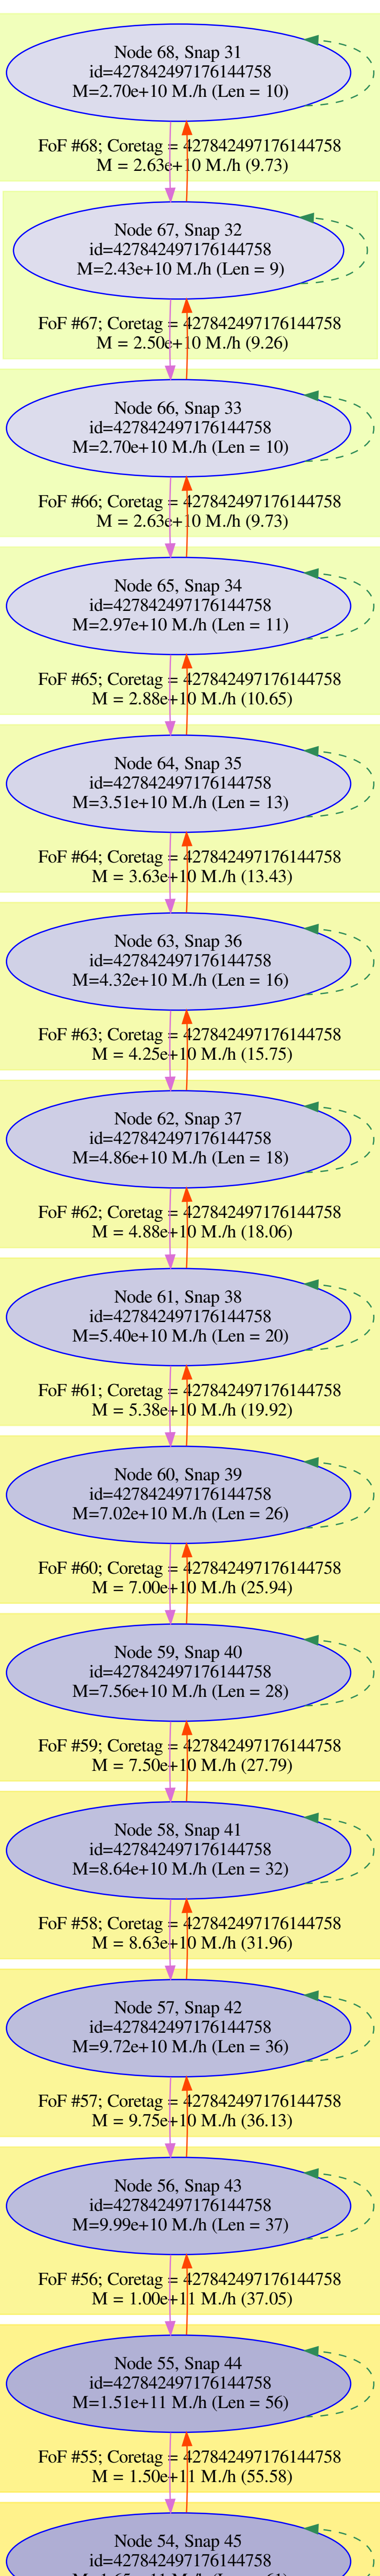 Node 68, Snap 31
id=427842497176144758
M=2.70e+10 M./h (Len = 10)
FoF #68; Coretag = 427842497176144758
M = 2.63e+10 M./h (9.73)
Node 67, Snap 32
id=427842497176144758
M=2.43e+10 M./h (Len = 9)
FoF #67; Coretag = 427842497176144758
M = 2.50e+10 M./h (9.26)
Node 66, Snap 33
id=427842497176144758
M=2.70e+10 M./h (Len = 10)
FoF #66; Coretag = 427842497176144758
M = 2.63e+10 M./h (9.73)
Node 65, Snap 34
id=427842497176144758
M=2.97e+10 M./h (Len = 11)
FoF #65; Coretag = 427842497176144758
M = 2.88e+10 M./h (10.65)
Node 64, Snap 35
id=427842497176144758
M=3.51e+10 M./h (Len = 13)
FoF #64; Coretag = 427842497176144758
M = 3.63e+10 M./h (13.43)
Node 63, Snap 36
id=427842497176144758
M=4.32e+10 M./h (Len = 16)
FoF #63; Coretag = 427842497176144758
M = 4.25e+10 M./h (15.75)
Node 62, Snap 37
id=427842497176144758
M=4.86e+10 M./h (Len = 18)
FoF #62; Coretag = 427842497176144758
M = 4.88e+10 M./h (18.06)
Node 61, Snap 38
id=427842497176144758
M=5.40e+10 M./h (Len = 20)
FoF #61; Coretag = 427842497176144758
M = 5.38e+10 M./h (19.92)
Node 60, Snap 39
id=427842497176144758
M=7.02e+10 M./h (Len = 26)
FoF #60; Coretag = 427842497176144758
M = 7.00e+10 M./h (25.94)
Node 59, Snap 40
id=427842497176144758
M=7.56e+10 M./h (Len = 28)
FoF #59; Coretag = 427842497176144758
M = 7.50e+10 M./h (27.79)
Node 58, Snap 41
id=427842497176144758
M=8.64e+10 M./h (Len = 32)
FoF #58; Coretag = 427842497176144758
M = 8.63e+10 M./h (31.96)
Node 57, Snap 42
id=427842497176144758
M=9.72e+10 M./h (Len = 36)
FoF #57; Coretag = 427842497176144758
M = 9.75e+10 M./h (36.13)
Node 56, Snap 43
id=427842497176144758
M=9.99e+10 M./h (Len = 37)
FoF #56; Coretag = 427842497176144758
M = 1.00e+11 M./h (37.05)
Node 55, Snap 44
id=427842497176144758
M=1.51e+11 M./h (Len = 56)
FoF #55; Coretag = 427842497176144758
M = 1.50e+11 M./h (55.58)
Node 54, Snap 45
id=427842497176144758